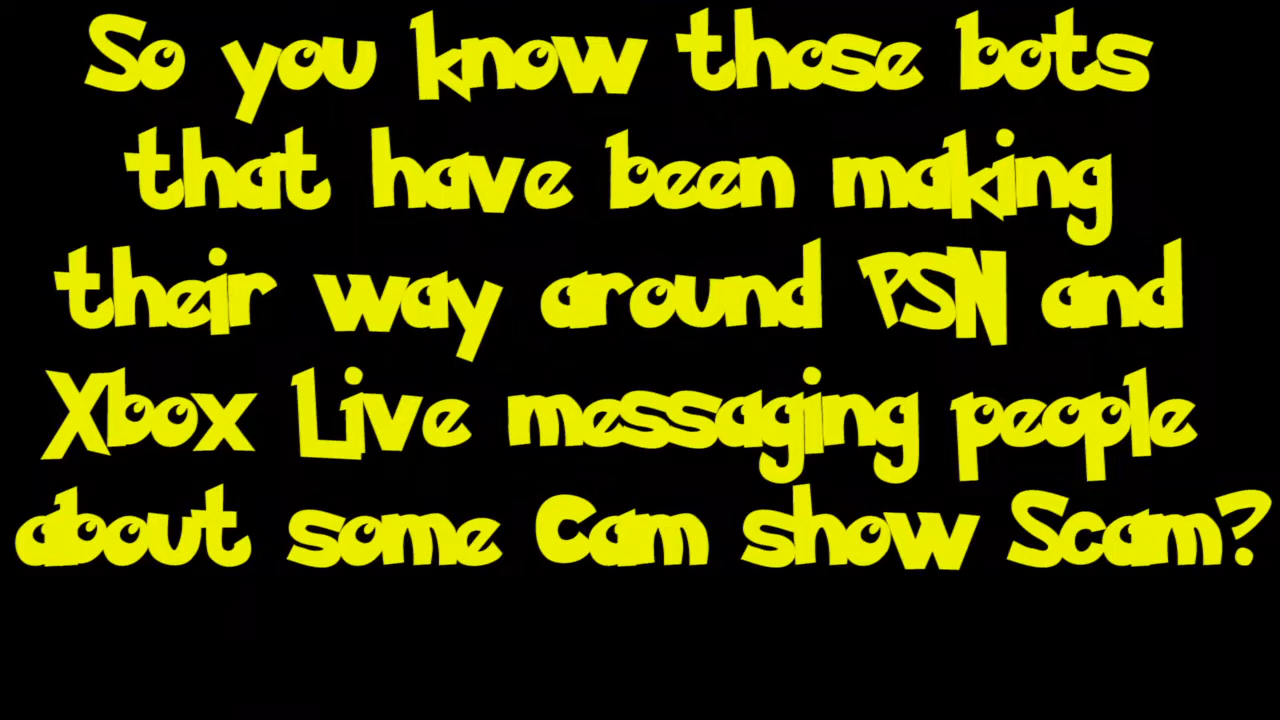 So you know those bots
that have been making
their way around PSN and
Xbox Live messaging people
about some Cam show Scam?